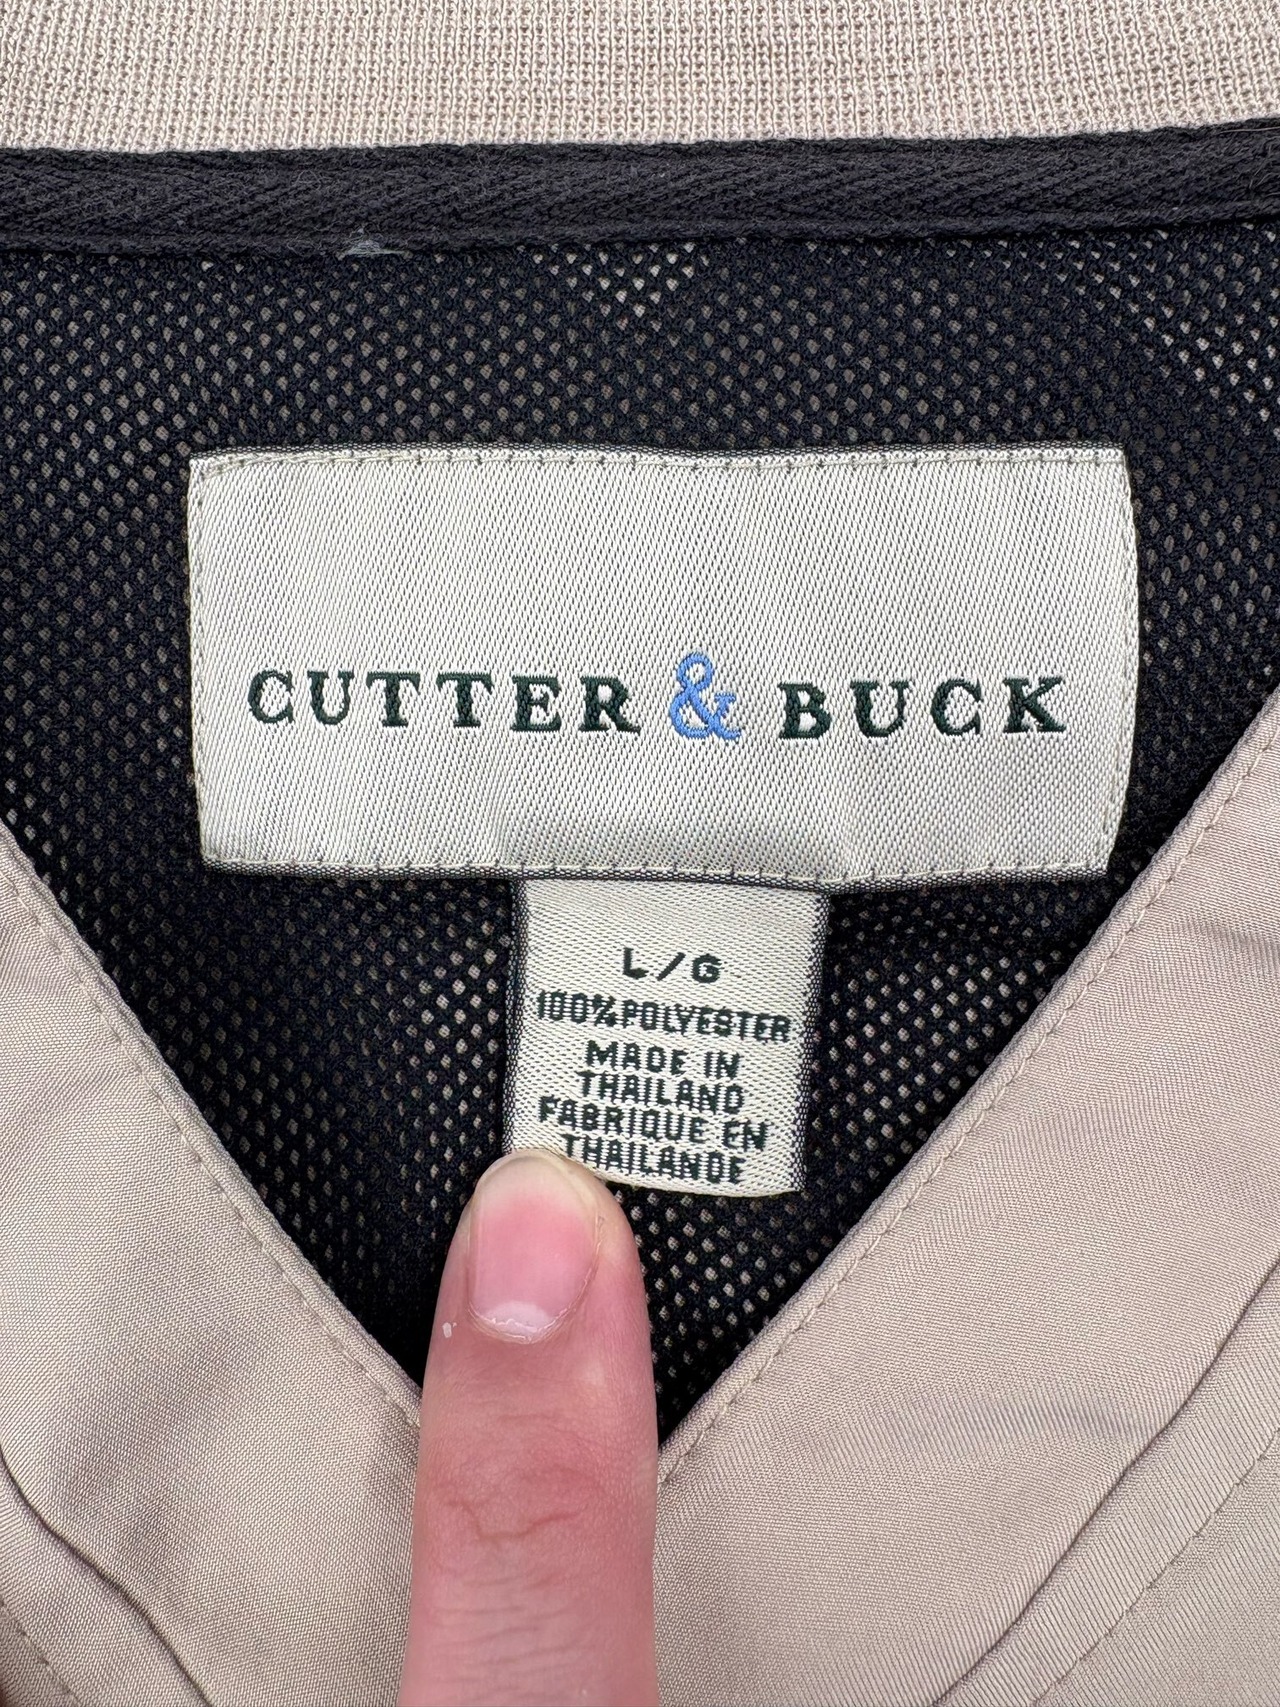 CUTTER & BUCK
L/G
100% POLYESTER
MADE IN
THAILAND
FABRIQUE EN
THAILANDE